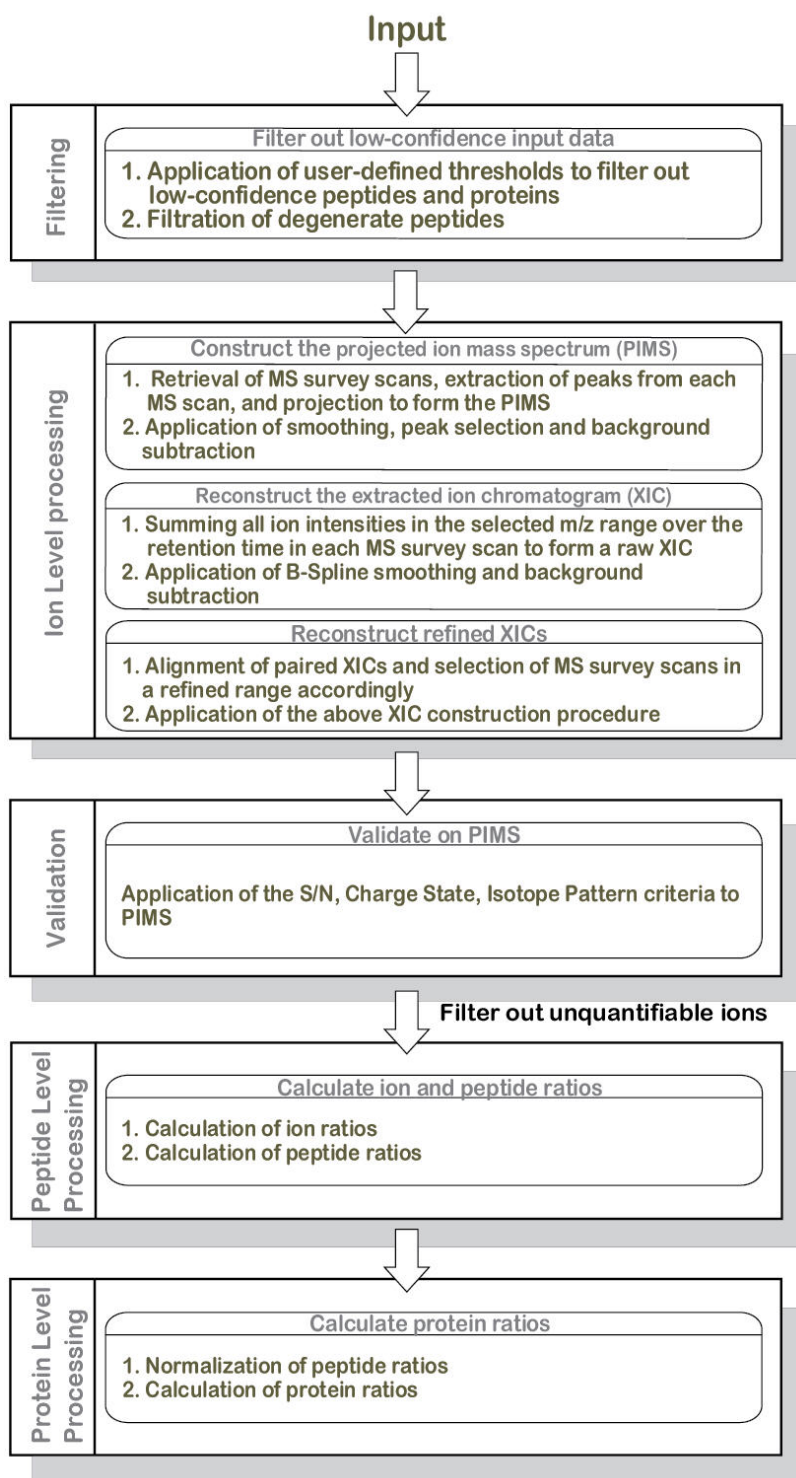 Input
Filtering
Filter out low-confidence input data
1. Application of user-defined thresholds to filter out
low-confidence peptides and proteins
2. Filtration of degenerate peptides
Ion Level processing
Construct the projected ion mass spectrum (PIMS)
1. Retrieval of MS survey scans, extraction of peaks from each
MS scan, and projection to form the PIMS
2. Application of smoothing, peak selection and background
subtraction
Reconstruct the extracted ion chromatogram (XIC)
1. Summing all ion intensities in the selected m/z range over the
retention time in each MS survey scan to form a raw XIC
2. Application of B-Spline smoothing and background
subtraction
Reconstruct refined XICs
1. Alignment of paired XICs and selection of MS survey scans in
a refined range accordingly
2. Application of the above XIC construction procedure
Validation
Validate on PIMS
Application of the S/N, Charge State, Isotope Pattern criteria to
PIMS
Filter out unquantifiable ions
Peptide Level
Processing
Calculate ion and peptide ratios
1. Calculation of ion ratios
2. Calculation of peptide ratios
Protein Level
Processing
Calculate protein ratios
1. Normalization of peptide ratios
2. Calculation of protein ratios